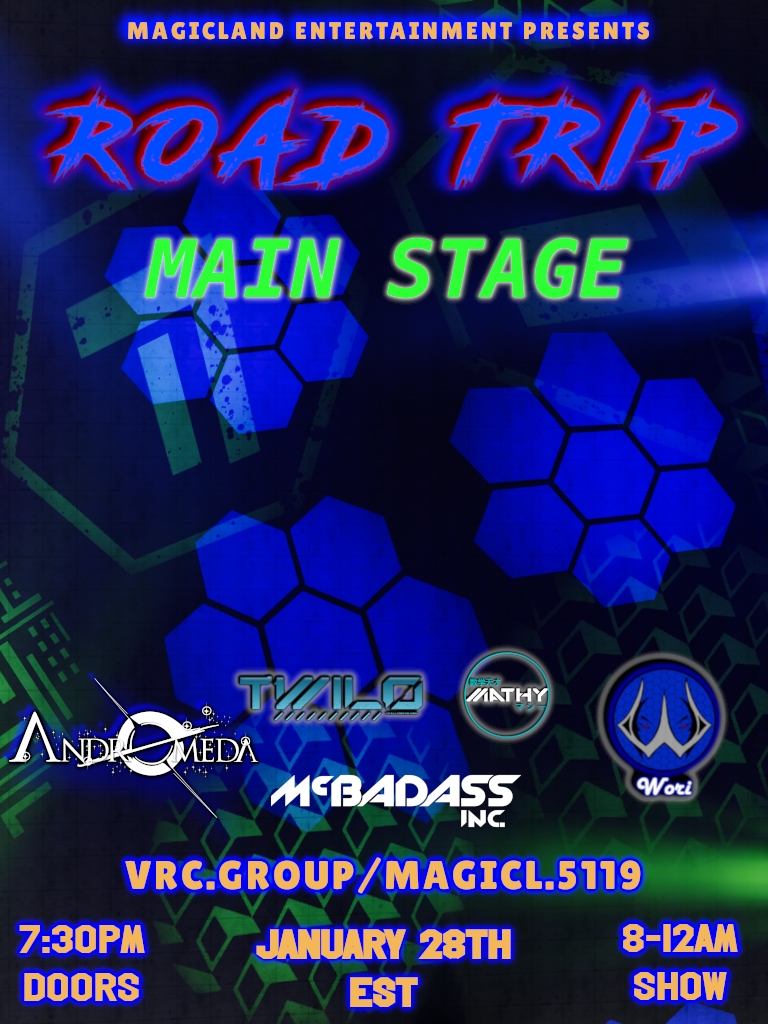 MAGICLAND ENTERTAINMENT PRESENTS
ROAD TRIP
MAIN STAGE
TWILO
MATHY
ANDROMEDA
Wori
McBADASS
INC.
VRC.GROUP/MAGICL.5119
7:30PM
DOORS
JANUARY 28TH
EST
8-12AM
SHOW